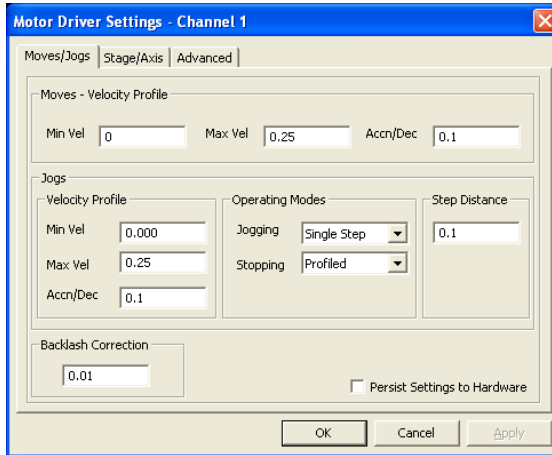 Motor Driver Settings - Channel 1
Moves/Jogs Stage/Axis Advanced
Moves - Velocity Profile
Min Vel 0 Max Vel 0.25 Accn/Dec 0.1
Jogs
Velocity Profile Operating Modes Step Distance
Min Vel 0.000 Jogging Single Step 0.1
Max Vel 0.25 Stopping Profiled
Accn/Dec 0.1
Backlash Correction
0.01
Persist Settings to Hardware
OK Cancel Apply